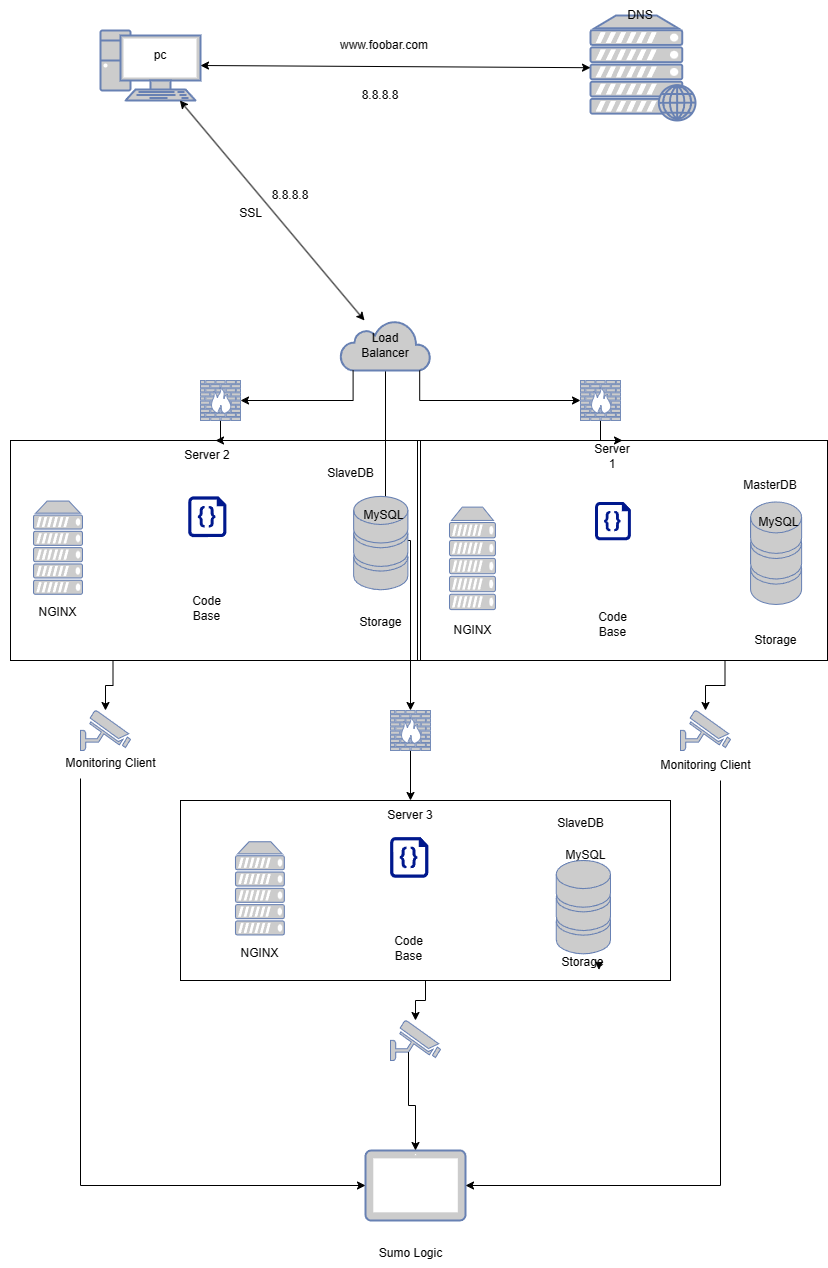 DNS
pc
www.foobar.com
8.8.8.8
8.8.8.8
SSL
Load
Balancer
Server 2
SlaveDB
MySQL
NGINX
Code
Base
Storage
Server
1
MasterDB
MySQL
NGINX
Code
Base
Storage
Monitoring Client
Monitoring Client
Server 3
SlaveDB
MySQL
NGINX
Code
Base
Storage
Sumo Logic